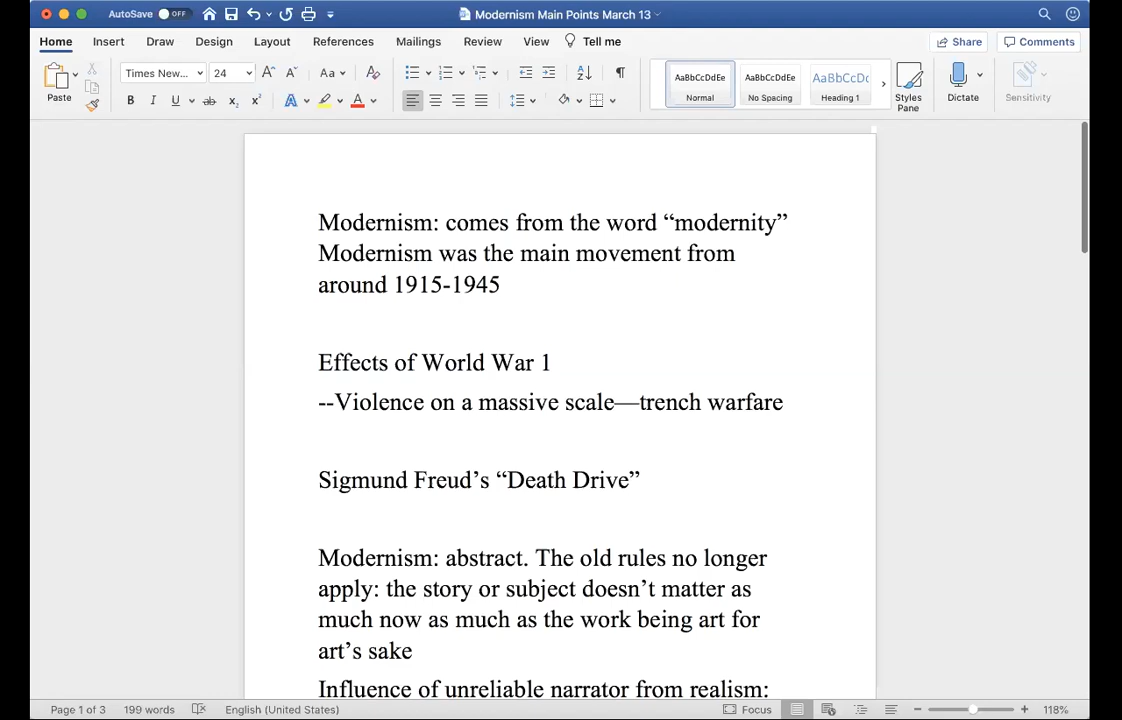 AutoSave OFF Modernism Main Points March 13
Home Insert Draw Design Layout References Mailings Review View Tell me Share Comments
Times New... 24 Aa AaBbCcDdEe AaBbCcDdEe AaBbCcDc
Paste B I U ab x₂ x² A A Normal No Spacing Heading 1 Styles Pane Dictate Sensitivity
Modernism: comes from the word “modernity”
Modernism was the main movement from
around 1915-1945
Effects of World War 1
--Violence on a massive scale—trench warfare
Sigmund Freud’s “Death Drive”
Modernism: abstract. The old rules no longer
apply: the story or subject doesn’t matter as
much now as much as the work being art for
art’s sake
Influence of unreliable narrator from realism:
Page 1 of 3 199 words English (United States) Focus 118%